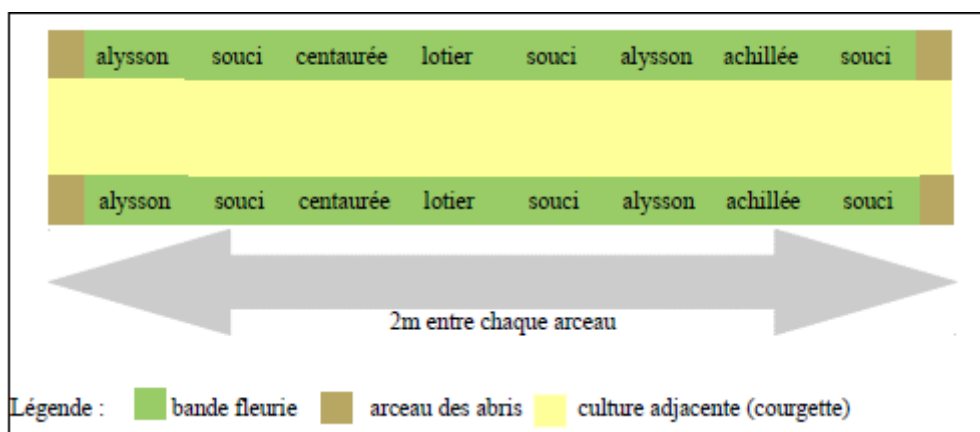 alysson souci centaurée lotier souci alysson achillée souci
alysson souci centaurée lotier souci alysson achillée souci
2m entre chaque arceau
Légende : bande fleurie arceau des abris culture adjacente (courgette)